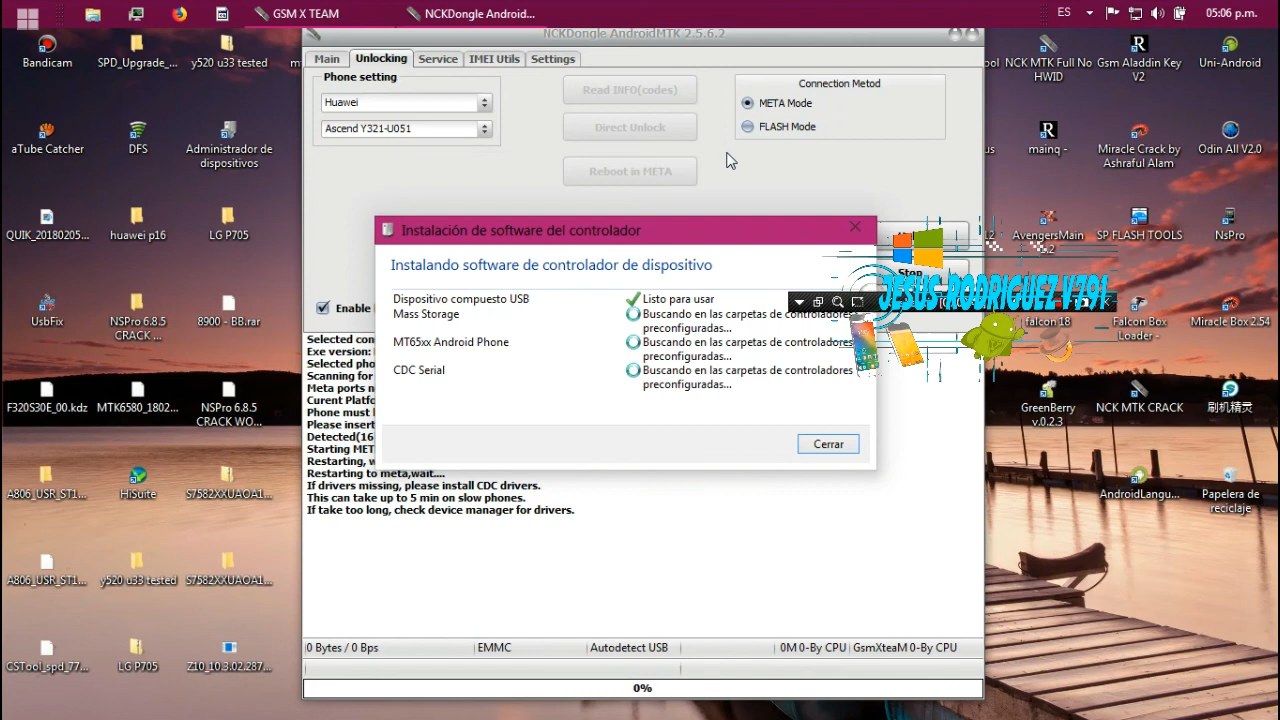 GSM X TEAM
NCKDongle Android...
ES
05:06 p.m.
NCKDongle AndroidMTK 2.5.6.2
Main
Unlocking
Service
IMEI Utils
Settings
Phone setting
Huawei
Ascend Y321-U051
Read INFO(codes)
Direct Unlock
Reboot in META
Connection Metod
META Mode
FLASH Mode
Stop
Enable
Instalación de software del controlador
Instalando software de controlador de dispositivo
Dispositivo compuesto USB
Listo para usar
Mass Storage
Buscando en las carpetas de controladores
preconfiguradas...
MT65xx Android Phone
Buscando en las carpetas de controladores
preconfiguradas...
CDC Serial
Buscando en las carpetas de controladores
preconfiguradas...
Cerrar
JESUS RODRIGUEZ V791
Selected con
Exe version:
Selected pho
Scanning for
Meta ports n
Curent Platfo
Phone must
Please insert
Detected(16
Starting MET
Restarting, w
Restarting to meta,wait....
If drivers missing, please install CDC drivers.
This can take up to 5 min on slow phones.
If take too long, check device manager for drivers.
0 Bytes / 0 Bps
EMMC
Autodetect USB
0M 0-By CPU
GsmXteaM 0-By CPU
0%
Bandicam
SPD_Upgrade_...
y520 u33 tested
aTube Catcher
DFS
Administrador de
dispositivos
QUIK_20180205...
huawei p16
LG P705
UsbFix
NSPro 6.8.5
CRACK ...
8900 - BB.rar
F320S30E_00.kdz
MTK6580_1802...
NSPro 6.8.5
CRACK WO...
A806_USR_ST1...
HiSuite
S7582XXUAOA1...
A806_USR_ST1...
y520 u33 tested
S7582XXUAOA1...
CSTool_spd_77...
LG P705
Z10_10.3.02.287...
NCK MTK Full No
HWID
Gsm Aladdin Key
V2
Uni-Android
mainq -
Miracle Crack by
Ashraful Alam
Odin All V2.0
AvengersMain
SP FLASH TOOLS
NsPro
falcon 18
Falcon Box
Loader -
Miracle Box 2.54
GreenBerry
v.0.2.3
NCK MTK CRACK
刷机精灵
AndroidLangu...
Papelera de
reciclaje